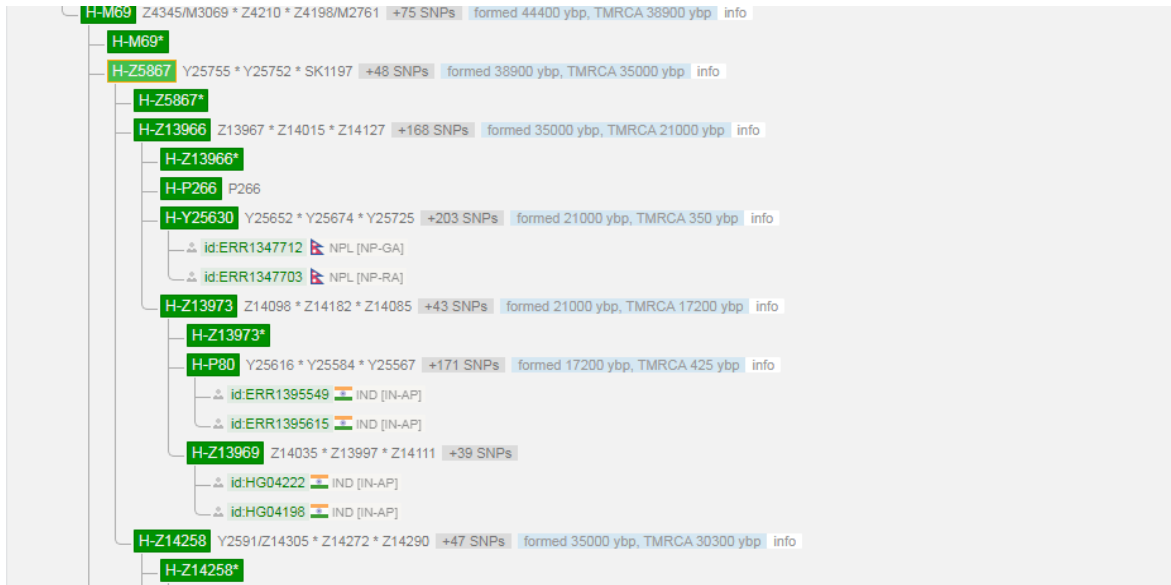 H-M69 Z4345/M3069 * Z4210 * Z4198/M2761 +75 SNPs formed 44400 ybp, TMRCA 38900 ybp info
H-M69*
H-Z5867 Y25755 * Y25752 * SK1197 +48 SNPs formed 38900 ybp, TMRCA 35000 ybp info
H-Z5867*
H-Z13966 Z13967 * Z14015 * Z14127 +168 SNPs formed 35000 ybp, TMRCA 21000 ybp info
H-Z13966*
H-P266 P266
H-Y25630 Y25652 * Y25674 * Y25725 +203 SNPs formed 21000 ybp, TMRCA 350 ybp info
id:ERR1347712 NPL [NP-GA]
id:ERR1347703 NPL [NP-RA]
H-Z13973 Z14098 * Z14182 * Z14085 +43 SNPs formed 21000 ybp, TMRCA 17200 ybp info
H-Z13973*
H-P80 Y25616 * Y25584 * Y25567 +171 SNPs formed 17200 ybp, TMRCA 425 ybp info
id:ERR1395549 IND [IN-AP]
id:ERR1395615 IND [IN-AP]
H-Z13969 Z14035 * Z13997 * Z14111 +39 SNPs
id:HG04222 IND [IN-AP]
id:HG04198 IND [IN-AP]
H-Z14258 Y2591/Z14305 * Z14272 * Z14290 +47 SNPs formed 35000 ybp, TMRCA 30300 ybp info
H-Z14258*